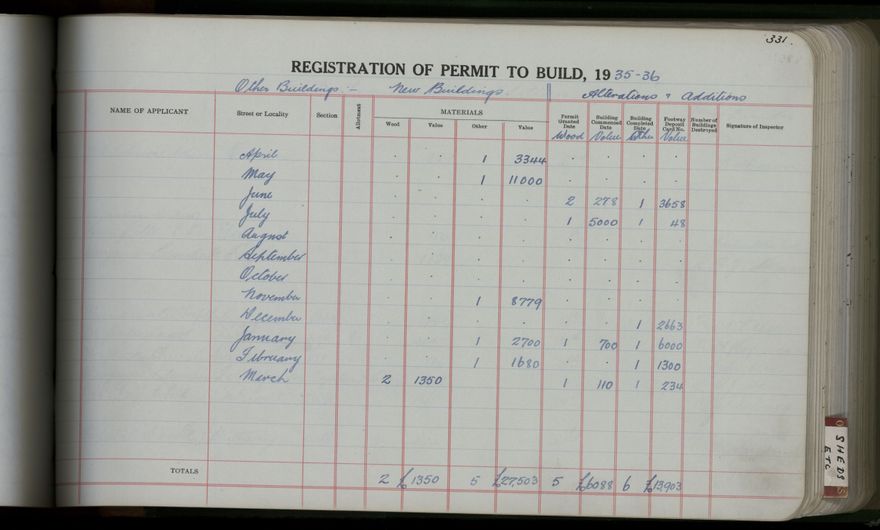 331.
REGISTRATION OF PERMIT TO BUILD, 1935-36
Other Buildings :- New Buildings Alterations & Additions
NAME OF APPLICANT Street or Locality Section Allotment MATERIALS Wood Value Other Value Permit Granted Date Wood Building Commenced Date Value Building Completed Date Other Footway Deposit Card No. Value Number of Buildings Destroyed Signature of Inspector
April . . 1 3344 . . . .
May . . 1 11000 . . . .
June . . . . 2 278 1 3658
July . . . . 1 5000 1 48
August . . . . . . . .
September . . . . . . . .
October . . . . . . . .
November . . 1 8779 . . . .
December . . . . . . 1 2663
January . . 1 2700 1 700 1 6000
February . . 1 1680 . . 1 1300
March 2 1350 1 110 1 234
TOTALS 2 £1350 5 £27,503 5 £6088 6 £13,903
SHEDS ETC